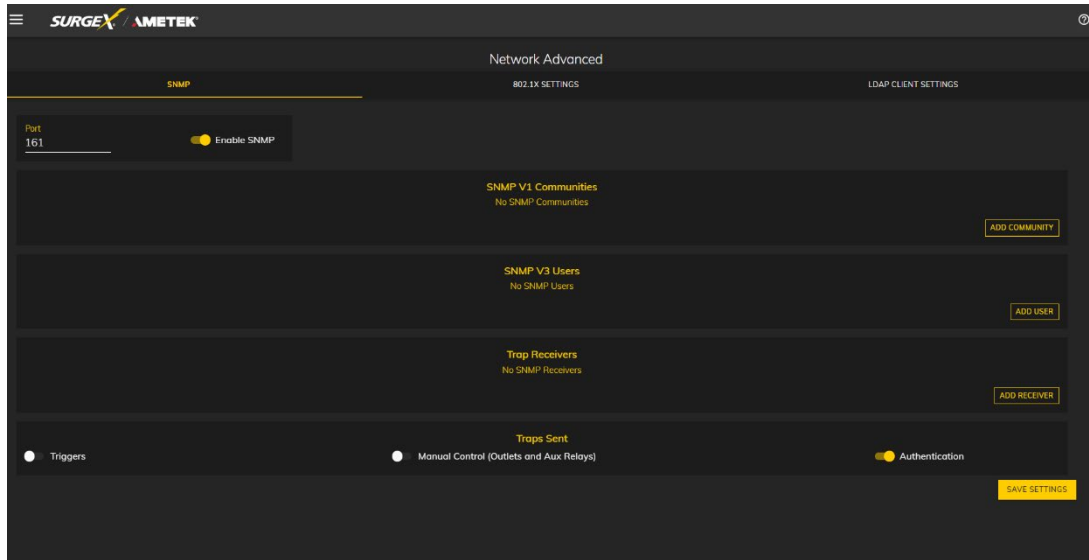 SURGEX / AMETEK®
Network Advanced
SNMP 802.1X SETTINGS LDAP CLIENT SETTINGS
Port
161 Enable SNMP
SNMP V1 Communities
No SNMP Communities
ADD COMMUNITY
SNMP V3 Users
No SNMP Users
ADD USER
Trap Receivers
No SNMP Receivers
ADD RECEIVER
Traps Sent
Triggers Manual Control (Outlets and Aux Relays) Authentication
SAVE SETTINGS